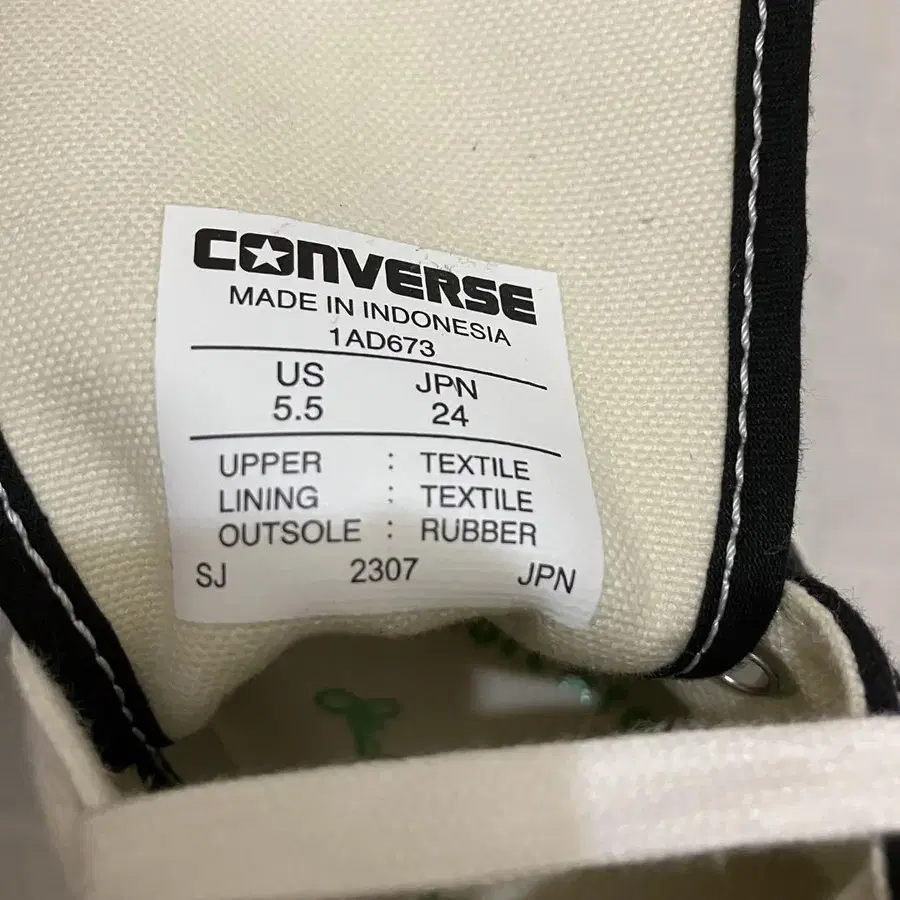 CONVERSE
MADE IN INDONESIA
1AD673
US JPN
5.5 24
UPPER : TEXTILE
LINING : TEXTILE
OUTSOLE : RUBBER
SJ 2307 JPN